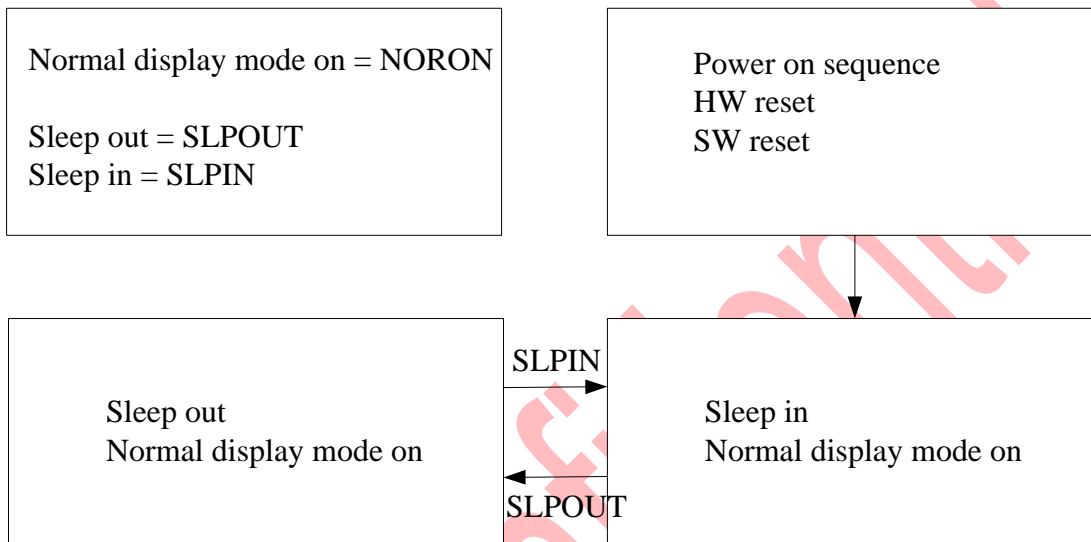 Normal display mode on = NORON
Sleep out = SLPOUT
Sleep in = SLPIN
Power on sequence
HW reset
SW reset
SLPIN
Sleep out
Normal display mode on
Sleep in
Normal display mode on
SLPOUT